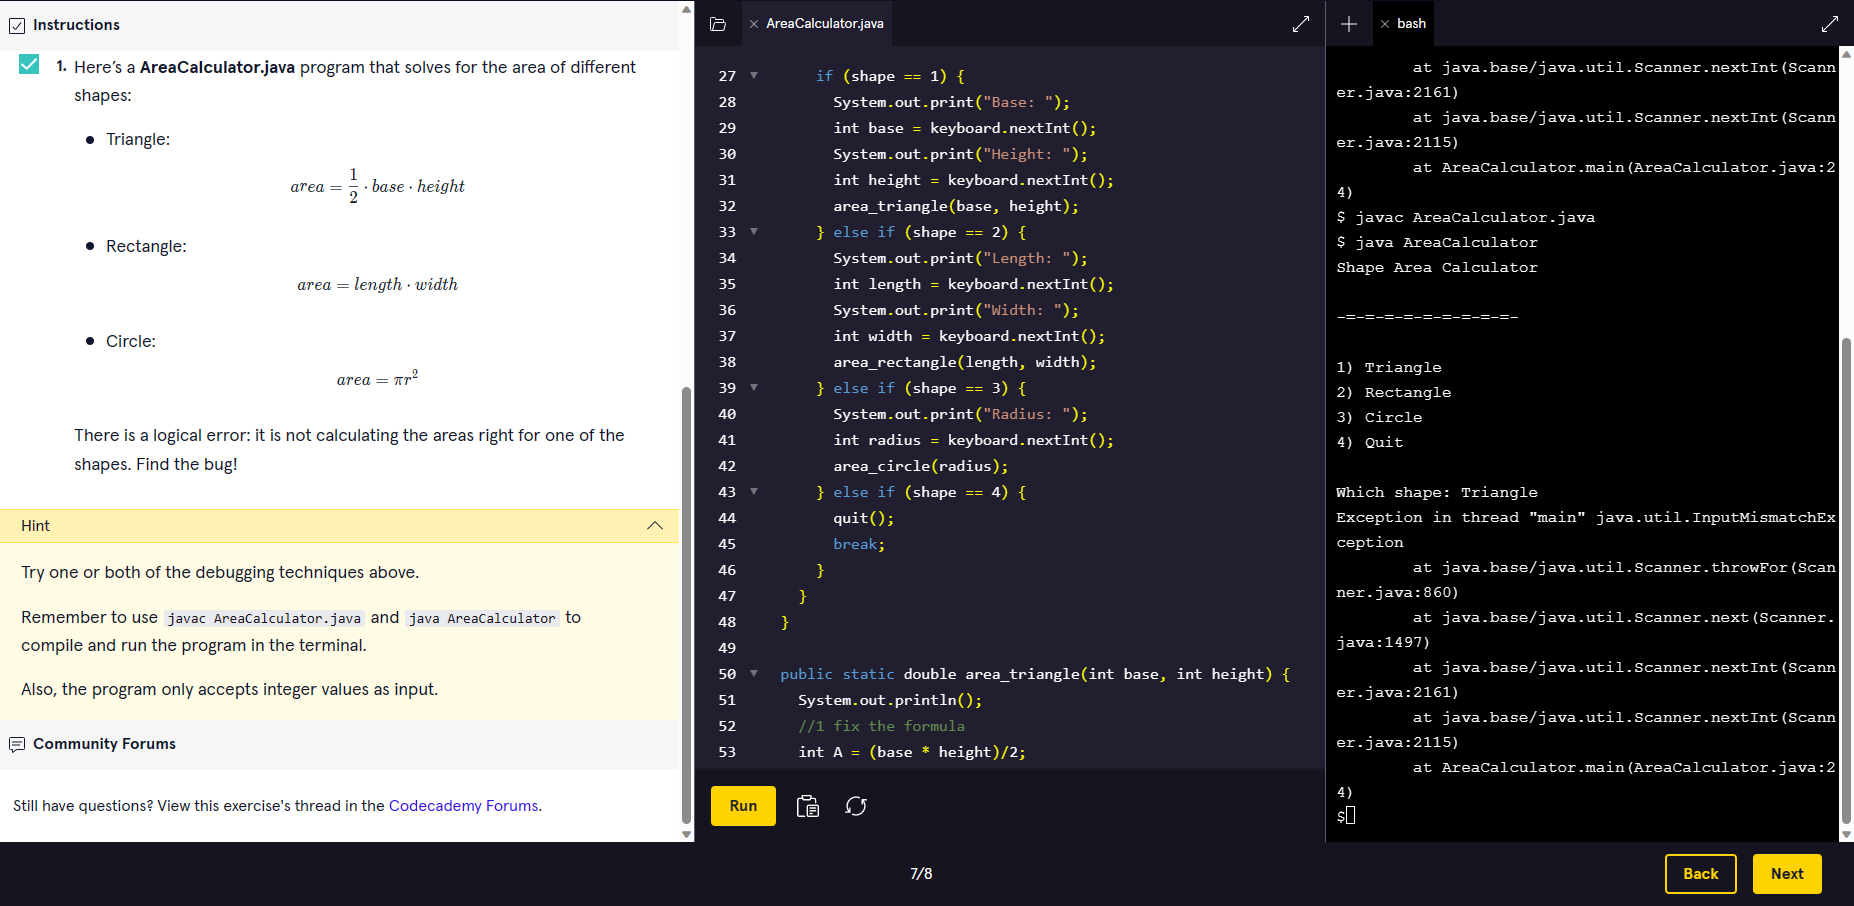 Instructions
1. Here's a AreaCalculator.java program that solves for the area of different
shapes:
Triangle:
area = 1/2 · base · height
Rectangle:
area = length · width
Circle:
area = πr²
There is a logical error: it is not calculating the areas right for one of the
shapes. Find the bug!
Hint
Try one or both of the debugging techniques above.
Remember to use javac AreaCalculator.java and java AreaCalculator to
compile and run the program in the terminal.
Also, the program only accepts integer values as input.
Community Forums
Still have questions? View this exercise's thread in the Codecademy Forums.
AreaCalculator.java
27 if (shape == 1) {
28 System.out.print("Base: ");
29 int base = keyboard.nextInt();
30 System.out.print("Height: ");
31 int height = keyboard.nextInt();
32 area_triangle(base, height);
33 } else if (shape == 2) {
34 System.out.print("Length: ");
35 int length = keyboard.nextInt();
36 System.out.print("Width: ");
37 int width = keyboard.nextInt();
38 area_rectangle(length, width);
39 } else if (shape == 3) {
40 System.out.print("Radius: ");
41 int radius = keyboard.nextInt();
42 area_circle(radius);
43 } else if (shape == 4) {
44 quit();
45 break;
46 }
47 }
48 }
49
50 public static double area_triangle(int base, int height) {
51 System.out.println();
52 //1 fix the formula
53 int A = (base * height)/2;
Run
bash
at java.base/java.util.Scanner.nextInt(Scann
er.java:2161)
at java.base/java.util.Scanner.nextInt(Scann
er.java:2115)
at AreaCalculator.main(AreaCalculator.java:2
4)
$ javac AreaCalculator.java
$ java AreaCalculator
Shape Area Calculator
-=-=-=-=-=-=-=-=-=-
1) Triangle
2) Rectangle
3) Circle
4) Quit
Which shape: Triangle
Exception in thread "main" java.util.InputMismatchEx
ception
at java.base/java.util.Scanner.throwFor(Scan
ner.java:860)
at java.base/java.util.Scanner.next(Scanner.
java:1497)
at java.base/java.util.Scanner.nextInt(Scann
er.java:2161)
at java.base/java.util.Scanner.nextInt(Scann
er.java:2115)
at AreaCalculator.main(AreaCalculator.java:2
4)
$
7/8
Back
Next